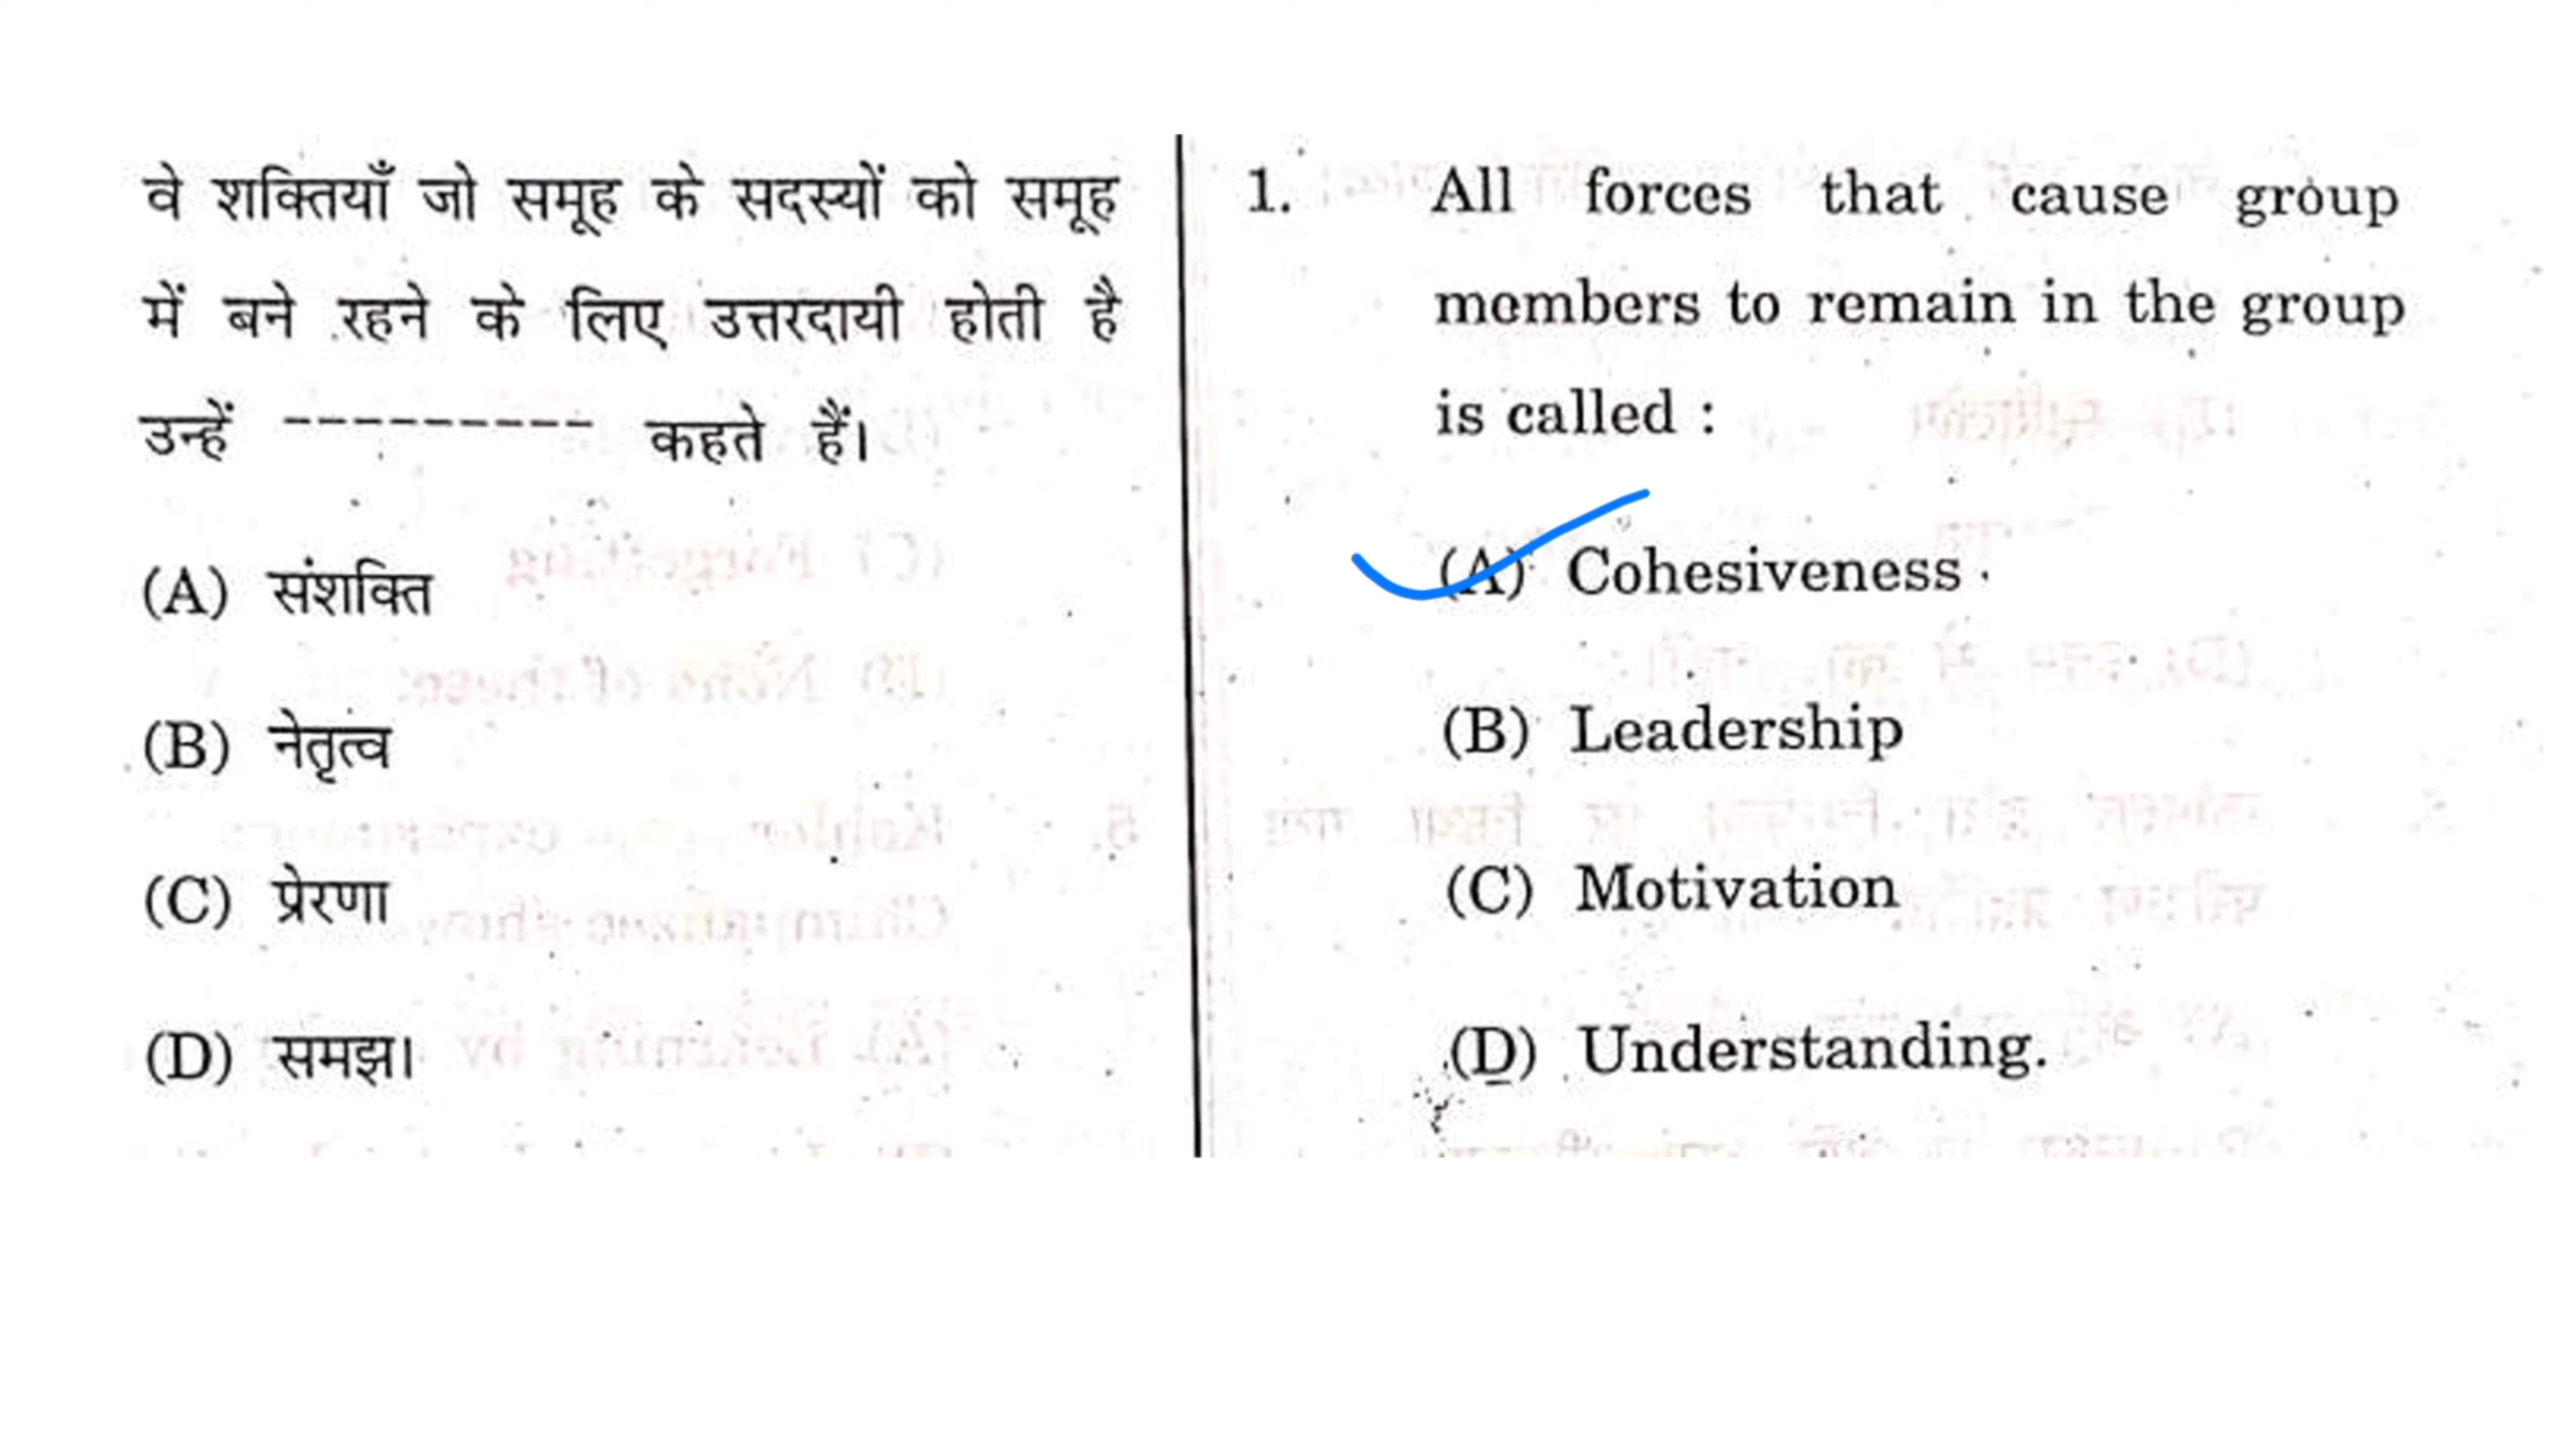 वे शक्तियाँ जो समूह के सदस्यों को समूह
में बने रहने के लिए उत्तरदायी होती है
उन्हें --------- कहते हैं।
(A) संशक्ति
(B) नेतृत्व
(C) प्रेरणा
(D) समझ।
1. All forces that cause group
members to remain in the group
is called :
(A) Cohesiveness
(B) Leadership
(C) Motivation
(D) Understanding.